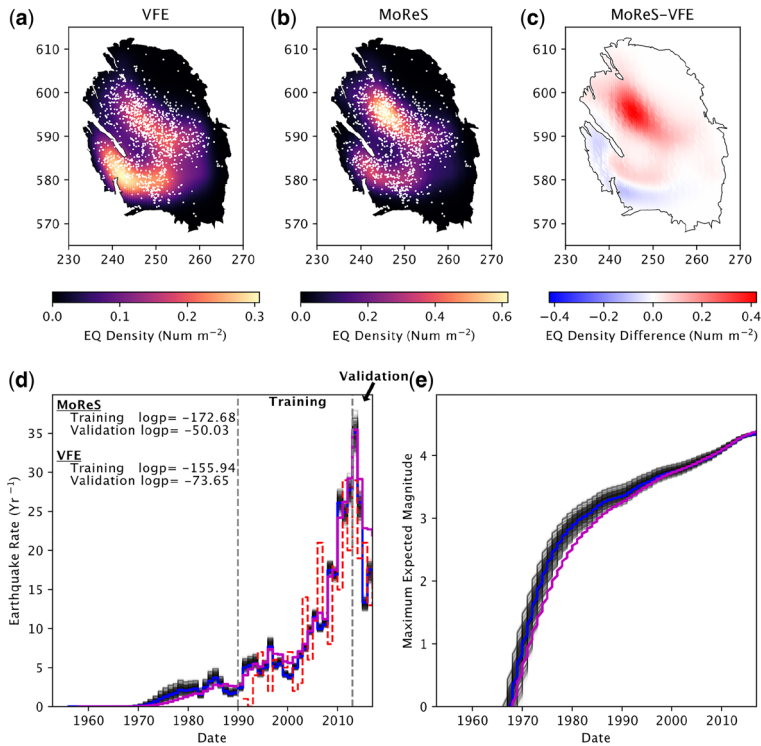 (a) VFE (b) MoReS (c) MoReS−VFE
610
600
590
580
570
230 240 250 260 270
610
600
590
580
570
230 240 250 260 270
610
600
590
580
570
230 240 250 260 270
0.0 0.1 0.2 0.3
EQ Density (Num m−2)
0.0 0.2 0.4 0.6
EQ Density (Num m−2)
−0.4 −0.2 0.0 0.2 0.4
EQ Density Difference (Num m−2)
(d) Validation (e)
Training
MoReS
Training logp= −172.68
Validation logp= −50.03
VFE
Training logp= −155.94
Validation logp= −73.65
Earthquake Rate (Yr −1)
35
30
25
20
15
10
5
0
1960 1970 1980 1990 2000 2010
Date
Maximum Expected Magnitude
4
3
2
1
0
1960 1970 1980 1990 2000 2010
Date